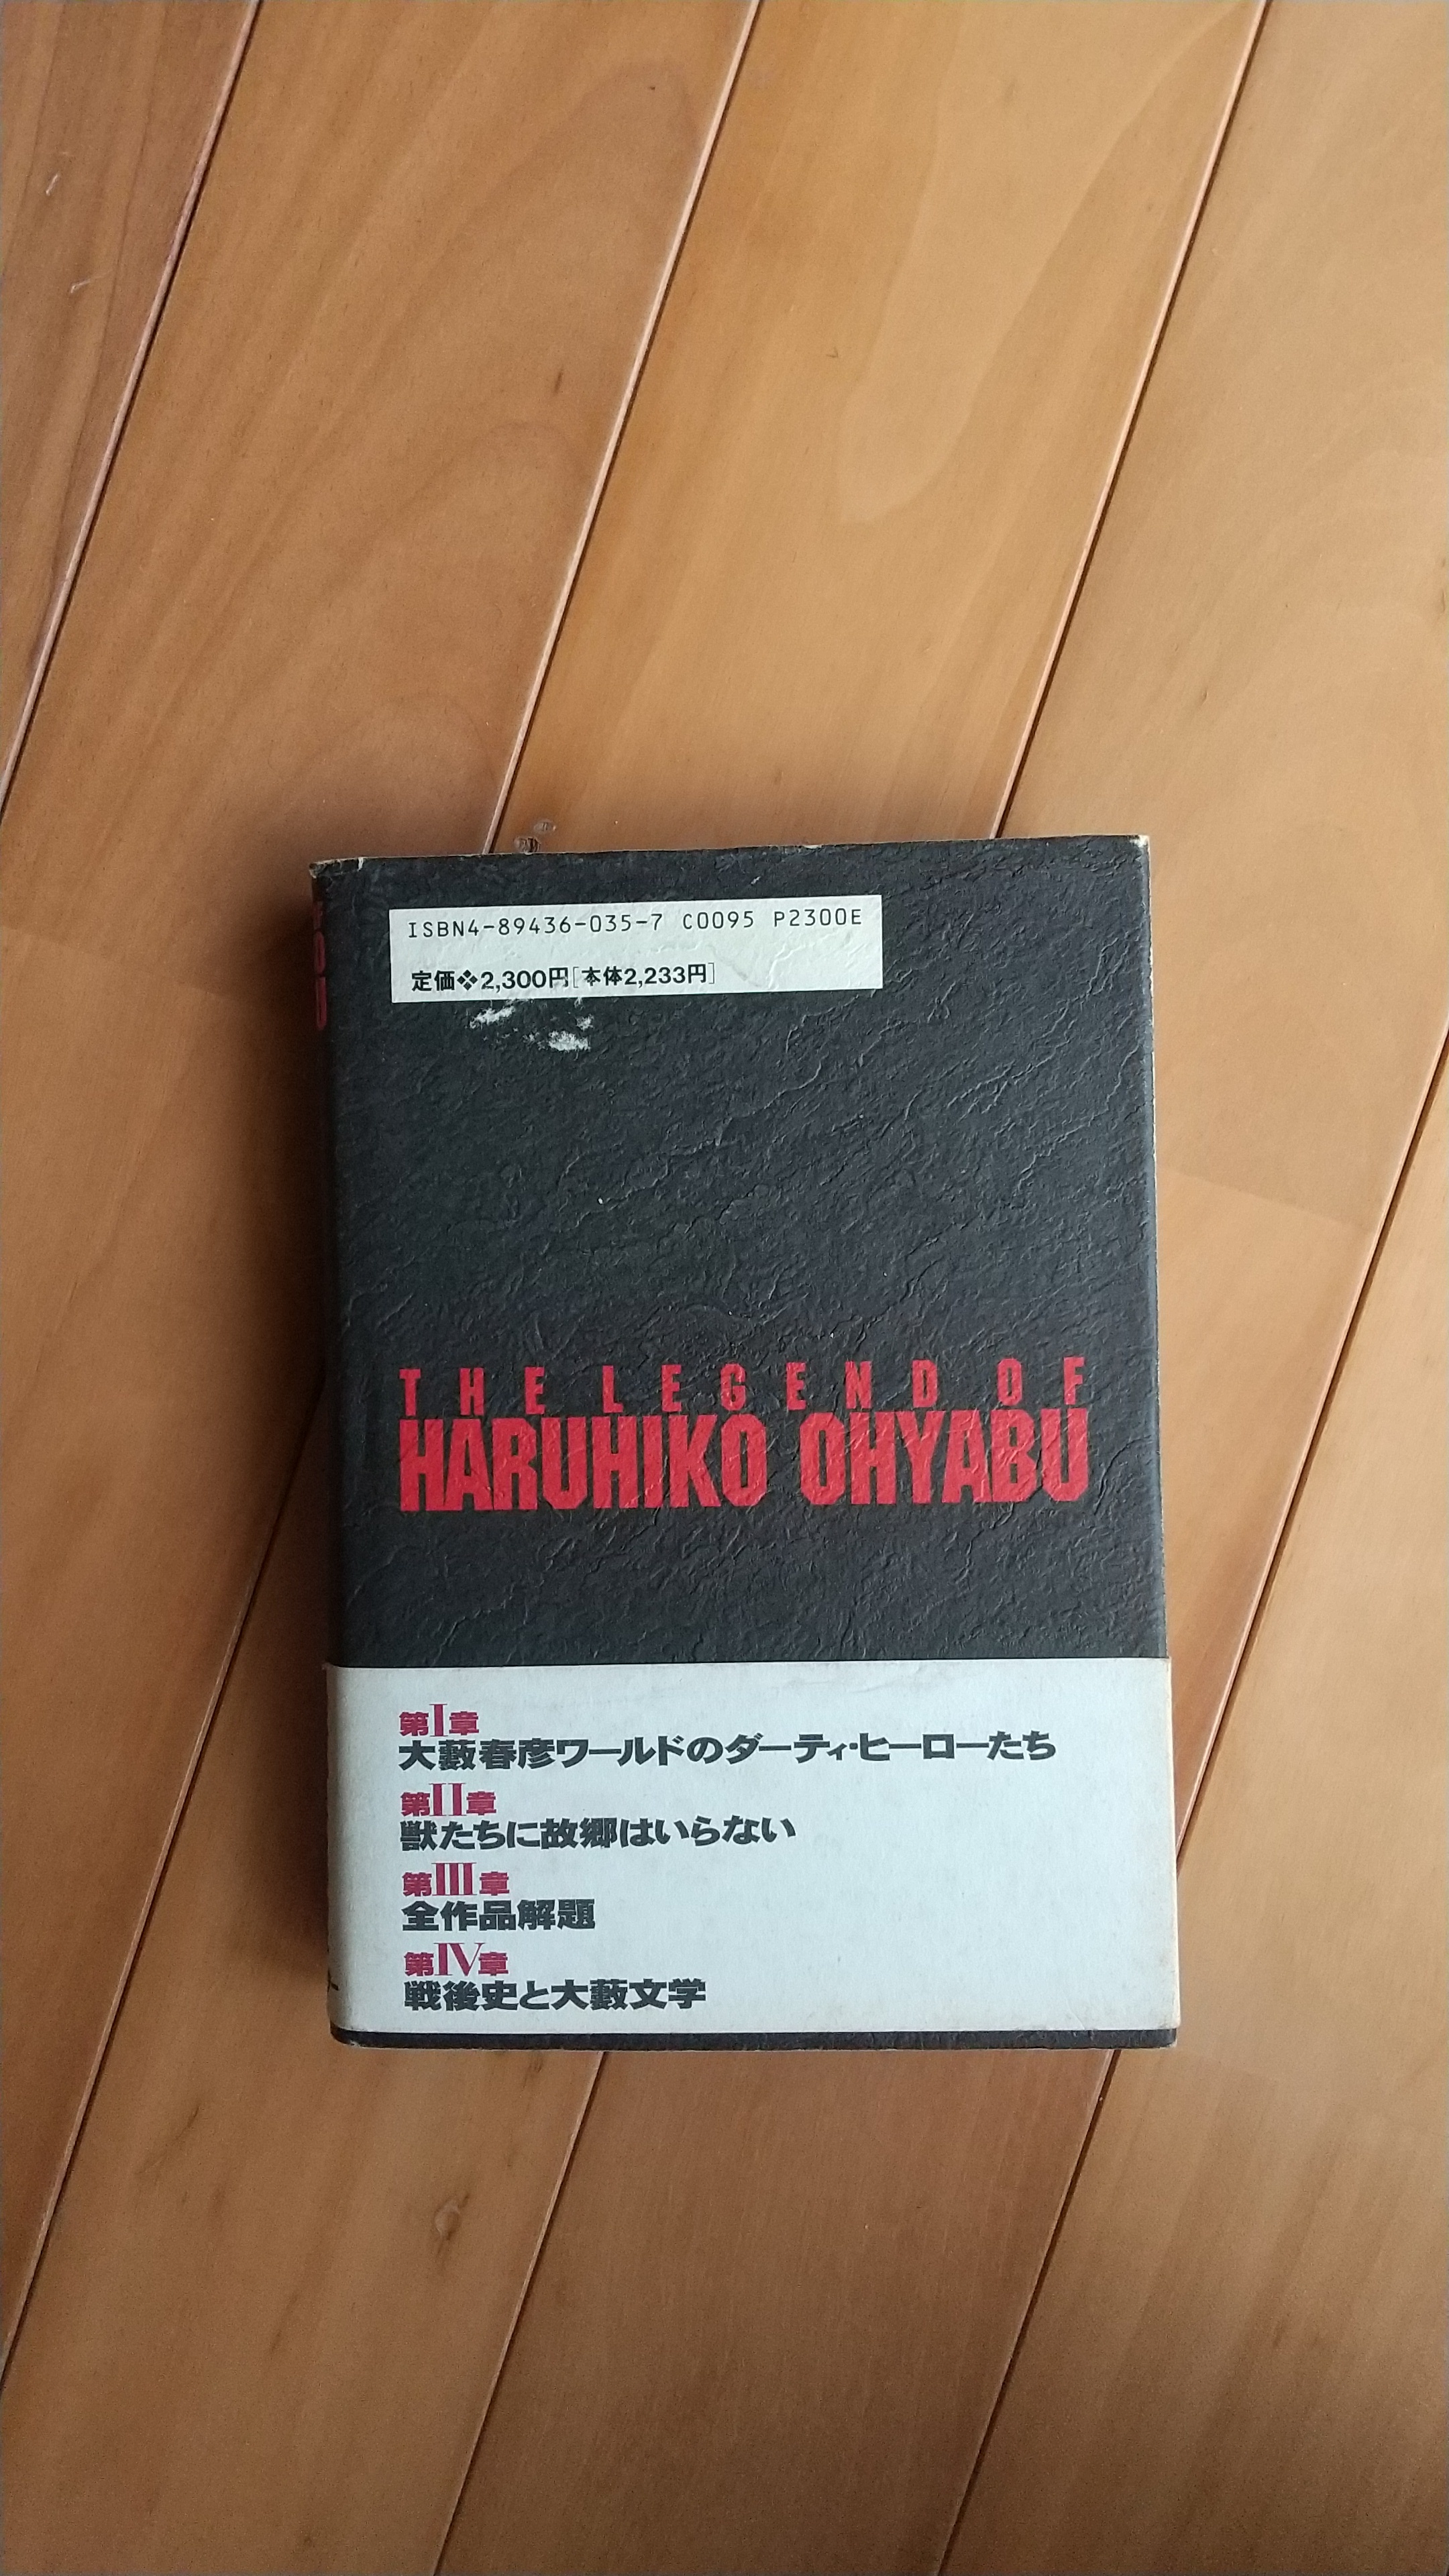 ISBN4-89436-035-7 C0095 P2300E
定価❖2,300円[本体2,233円]
THE LEGEND OF
HARUHIKO OHYABU
第I章
大藪春彦ワールドのダーティ・ヒーローたち
第II章
獣たちに故郷はいらない
第III章
全作品解題
第IV章
戦後史と大藪文学